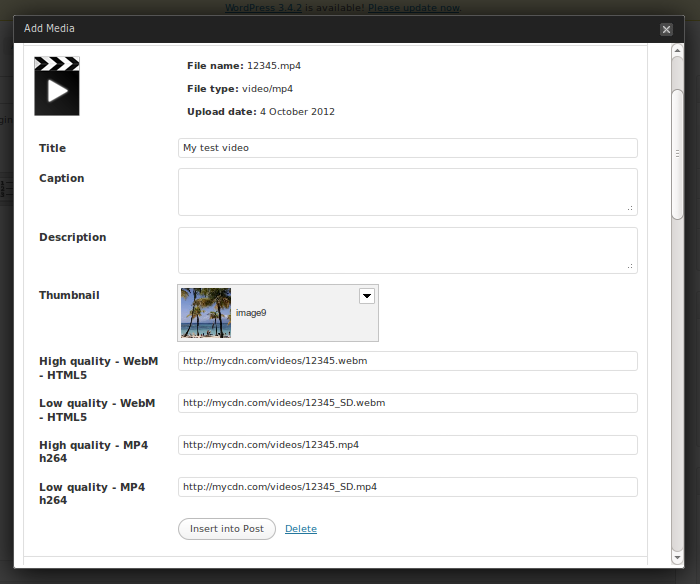 WordPress 3.4.2 is available! Please update now.
Add Media
File name: 12345.mp4
File type: video/mp4
Upload date: 4 October 2012
Title
My test video
Caption
Description
Thumbnail
image9
High quality - WebM
- HTML5
http://mycdn.com/videos/12345.webm
Low quality - WebM
- HTML5
http://mycdn.com/videos/12345_SD.webm
High quality - MP4
h264
http://mycdn.com/videos/12345.mp4
Low quality - MP4
h264
http://mycdn.com/videos/12345_SD.mp4
Insert into Post
Delete